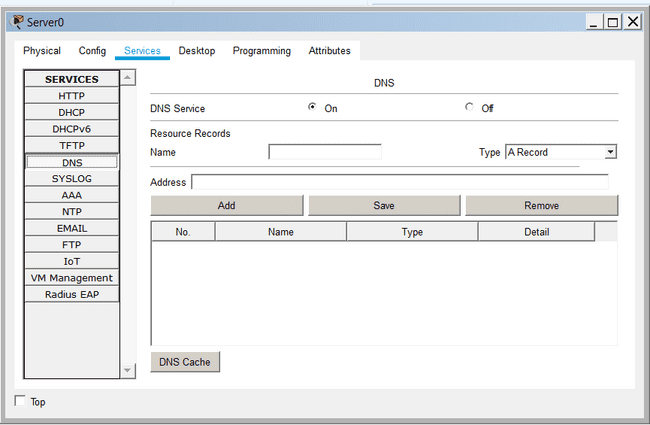 Server0
Physical Config Services Desktop Programming Attributes
SERVICES
HTTP
DHCP
DHCPv6
TFTP
DNS
SYSLOG
AAA
NTP
EMAIL
FTP
IoT
VM Management
Radius EAP
DNS
DNS Service On Off
Resource Records
Name Type A Record
Address
Add Save Remove
No. Name Type Detail
DNS Cache
Top